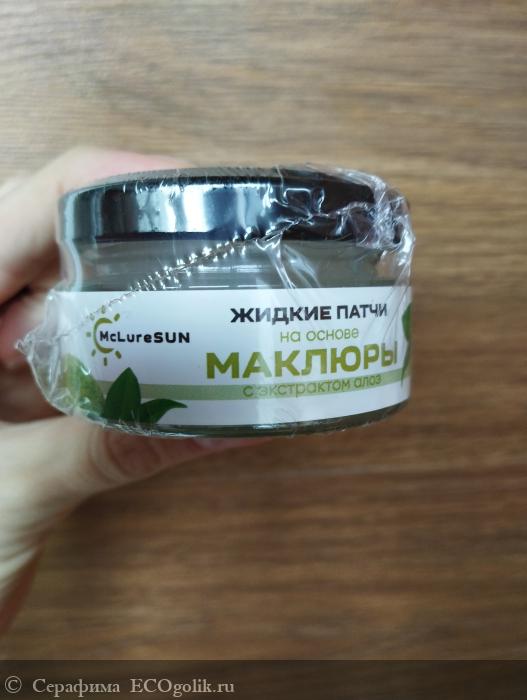 McLureSUN
ЖИДКИЕ ПАТЧИ
на основе
МАКЛЮРЫ
с экстрактом алоэ
© Серафима ECOgolik.ru